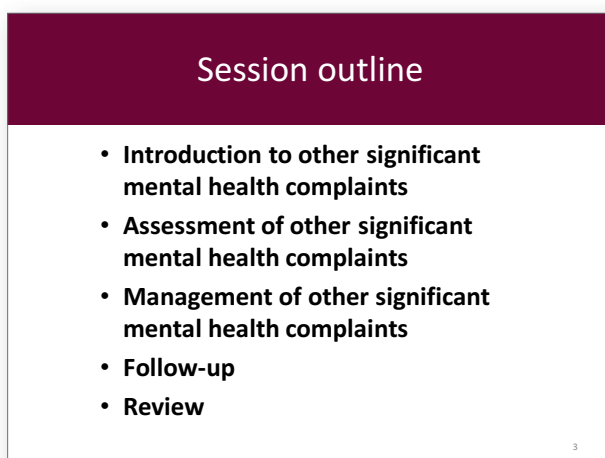 Session outline
• Introduction to other significant
mental health complaints
• Assessment of other significant
mental health complaints
• Management of other significant
mental health complaints
• Follow-up
• Review
3